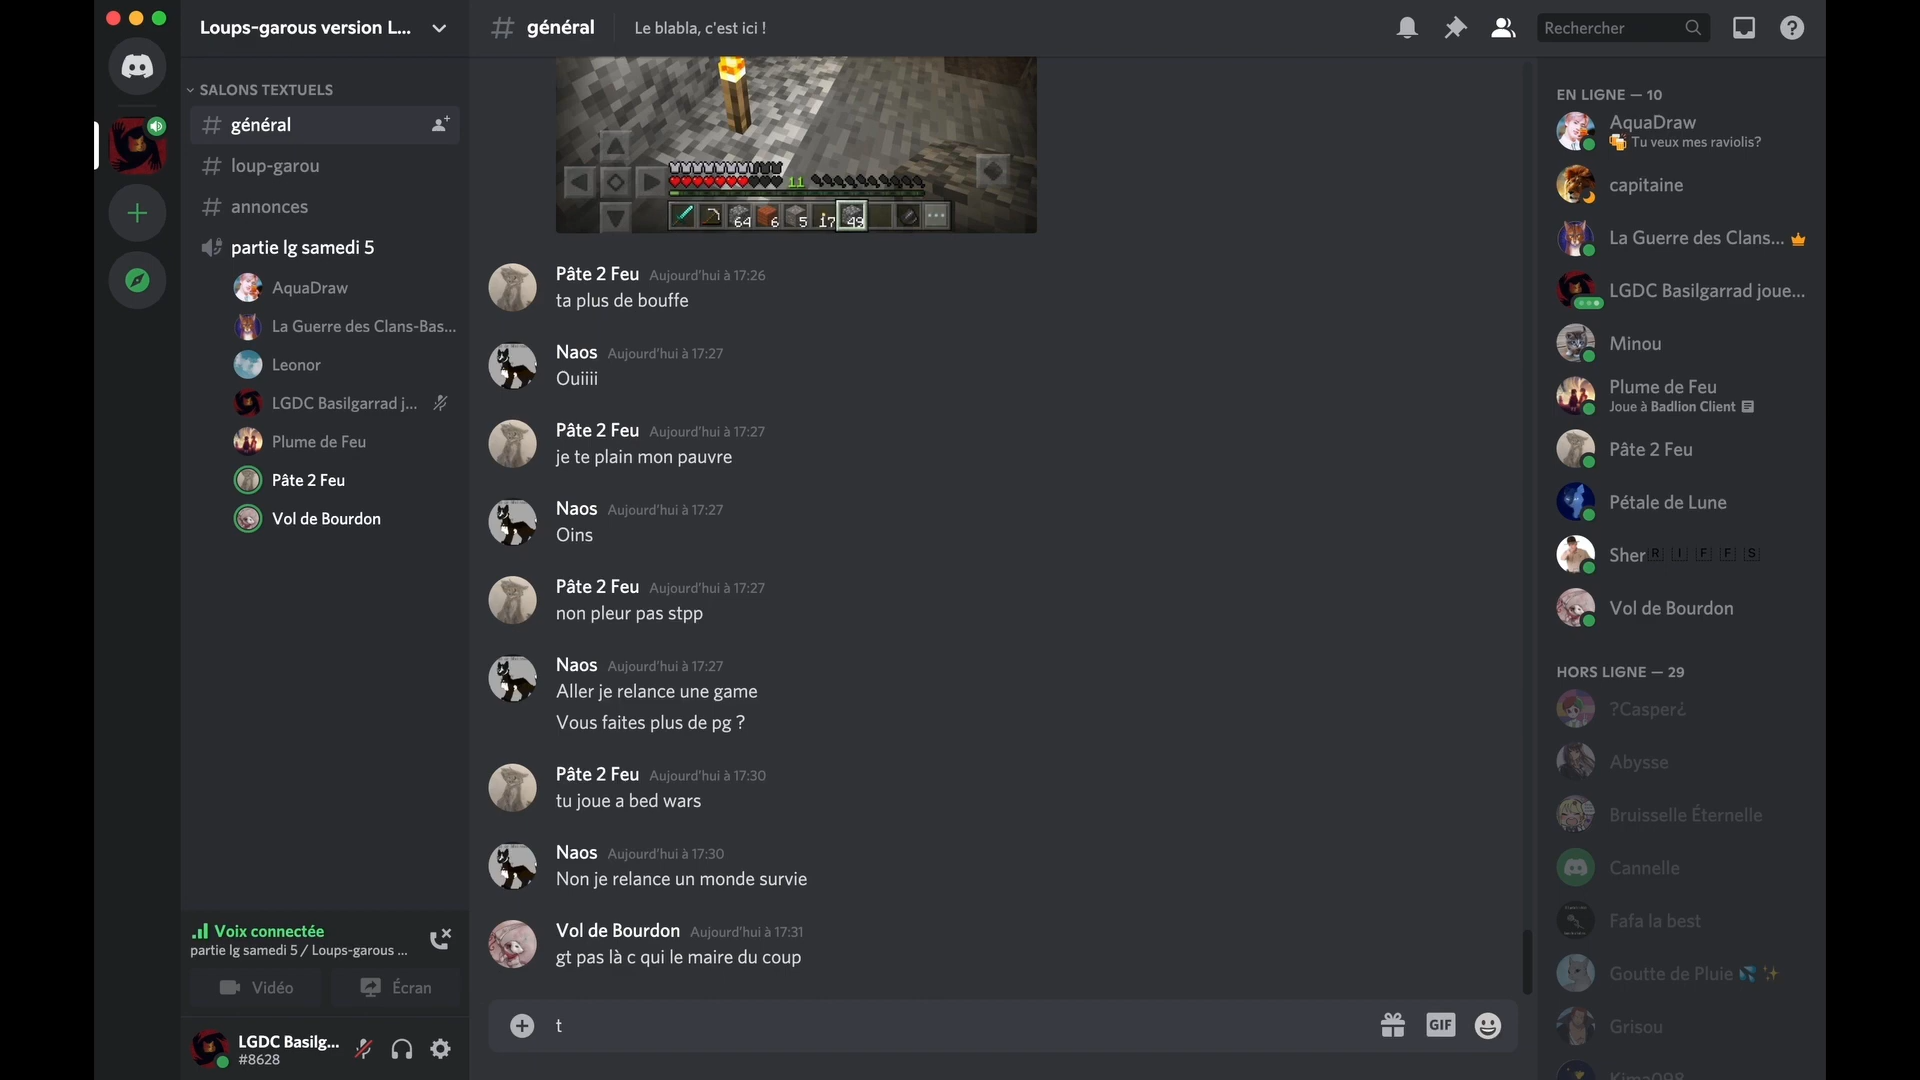 Loups-garous version L...
SALONS TEXTUELS
général
loup-garou
annonces
partie lg samedi 5
AquaDraw
La Guerre des Clans-Bas...
Leonor
LGDC Basilgarrad j...
Plume de Feu
Pâte 2 Feu
Vol de Bourdon
Voix connectée
partie lg samedi 5 / Loups-garous ...
Vidéo
Écran
LGDC Basilg...
#8628
général
Le blabla, c'est ici !
Rechercher
11
64 6 5 17 49
Pâte 2 Feu Aujourd'hui à 17:26
ta plus de bouffe
Naos Aujourd'hui à 17:27
Ouiiii
Pâte 2 Feu Aujourd'hui à 17:27
je te plain mon pauvre
Naos Aujourd'hui à 17:27
Oins
Pâte 2 Feu Aujourd'hui à 17:27
non pleur pas stpp
Naos Aujourd'hui à 17:27
Aller je relance une game
Vous faites plus de pg ?
Pâte 2 Feu Aujourd'hui à 17:30
tu joue a bed wars
Naos Aujourd'hui à 17:30
Non je relance un monde survie
Vol de Bourdon Aujourd'hui à 17:31
gt pas là c qui le maire du coup
t
GIF
EN LIGNE — 10
AquaDraw
Tu veux mes raviolis?
capitaine
La Guerre des Clans...
LGDC Basilgarrad joue...
Minou
Plume de Feu
Joue à Badlion Client
Pâte 2 Feu
Pétale de Lune
Sher R I F F S
Vol de Bourdon
HORS LIGNE — 29
?Casper¿
Abysse
Bruisselle Éternelle
Cannelle
Fafa la best
Goutte de Pluie 💦 ✨
Grisou